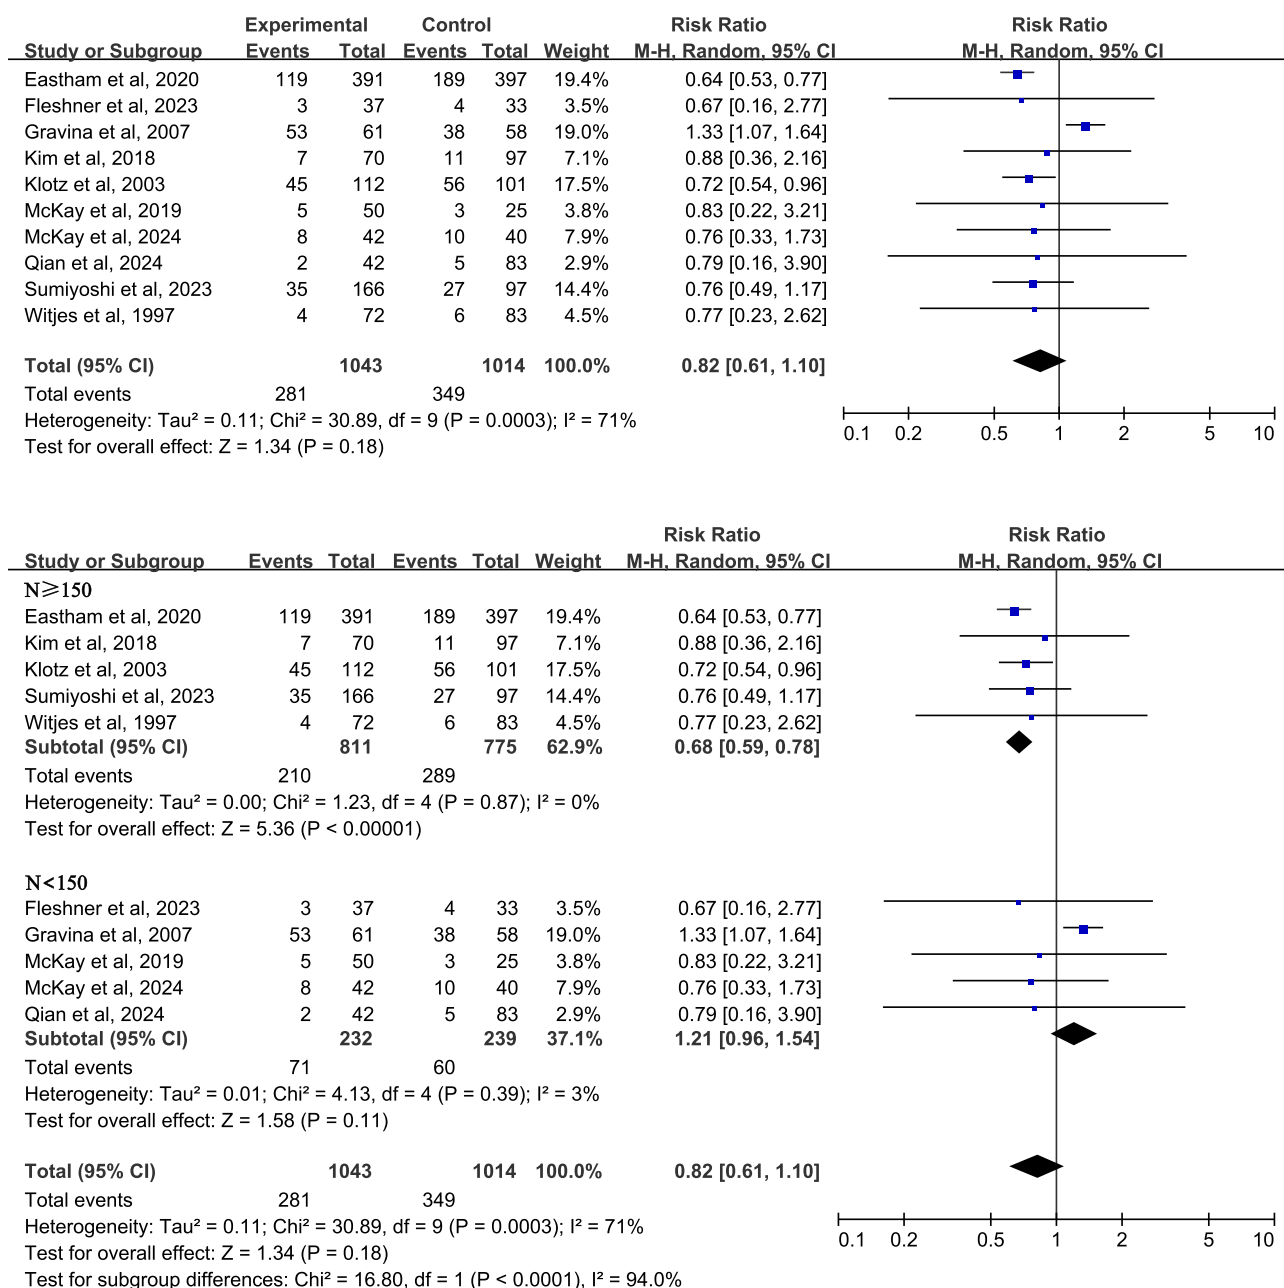 Experimental Control Risk Ratio Risk Ratio
Study or Subgroup Events Total Events Total Weight M-H, Random, 95% CI M-H, Random, 95% CI
Eastham et al, 2020 119 391 189 397 19.4% 0.64 [0.53, 0.77]
Fleshner et al, 2023 3 37 4 33 3.5% 0.67 [0.16, 2.77]
Gravina et al, 2007 53 61 38 58 19.0% 1.33 [1.07, 1.64]
Kim et al, 2018 7 70 11 97 7.1% 0.88 [0.36, 2.16]
Klotz et al, 2003 45 112 56 101 17.5% 0.72 [0.54, 0.96]
McKay et al, 2019 5 50 3 25 3.8% 0.83 [0.22, 3.21]
McKay et al, 2024 8 42 10 40 7.9% 0.76 [0.33, 1.73]
Qian et al, 2024 2 42 5 83 2.9% 0.79 [0.16, 3.90]
Sumiyoshi et al, 2023 35 166 27 97 14.4% 0.76 [0.49, 1.17]
Witjes et al, 1997 4 72 6 83 4.5% 0.77 [0.23, 2.62]
Total (95% CI) 1043 1014 100.0% 0.82 [0.61, 1.10]
Total events 281 349
Heterogeneity: Tau² = 0.11; Chi² = 30.89, df = 9 (P = 0.0003); I² = 71%
Test for overall effect: Z = 1.34 (P = 0.18)
0.1 0.2 0.5 1 2 5 10
Risk Ratio Risk Ratio
Study or Subgroup Events Total Events Total Weight M-H, Random, 95% CI M-H, Random, 95% CI
N≥150
Eastham et al, 2020 119 391 189 397 19.4% 0.64 [0.53, 0.77]
Kim et al, 2018 7 70 11 97 7.1% 0.88 [0.36, 2.16]
Klotz et al, 2003 45 112 56 101 17.5% 0.72 [0.54, 0.96]
Sumiyoshi et al, 2023 35 166 27 97 14.4% 0.76 [0.49, 1.17]
Witjes et al, 1997 4 72 6 83 4.5% 0.77 [0.23, 2.62]
Subtotal (95% CI) 811 775 62.9% 0.68 [0.59, 0.78]
Total events 210 289
Heterogeneity: Tau² = 0.00; Chi² = 1.23, df = 4 (P = 0.87); I² = 0%
Test for overall effect: Z = 5.36 (P < 0.00001)
N<150
Fleshner et al, 2023 3 37 4 33 3.5% 0.67 [0.16, 2.77]
Gravina et al, 2007 53 61 38 58 19.0% 1.33 [1.07, 1.64]
McKay et al, 2019 5 50 3 25 3.8% 0.83 [0.22, 3.21]
McKay et al, 2024 8 42 10 40 7.9% 0.76 [0.33, 1.73]
Qian et al, 2024 2 42 5 83 2.9% 0.79 [0.16, 3.90]
Subtotal (95% CI) 232 239 37.1% 1.21 [0.96, 1.54]
Total events 71 60
Heterogeneity: Tau² = 0.01; Chi² = 4.13, df = 4 (P = 0.39); I² = 3%
Test for overall effect: Z = 1.58 (P = 0.11)
Total (95% CI) 1043 1014 100.0% 0.82 [0.61, 1.10]
Total events 281 349
Heterogeneity: Tau² = 0.11; Chi² = 30.89, df = 9 (P = 0.0003); I² = 71%
Test for overall effect: Z = 1.34 (P = 0.18)
Test for subgroup differences: Chi² = 16.80, df = 1 (P < 0.0001), I² = 94.0%
0.1 0.2 0.5 1 2 5 10